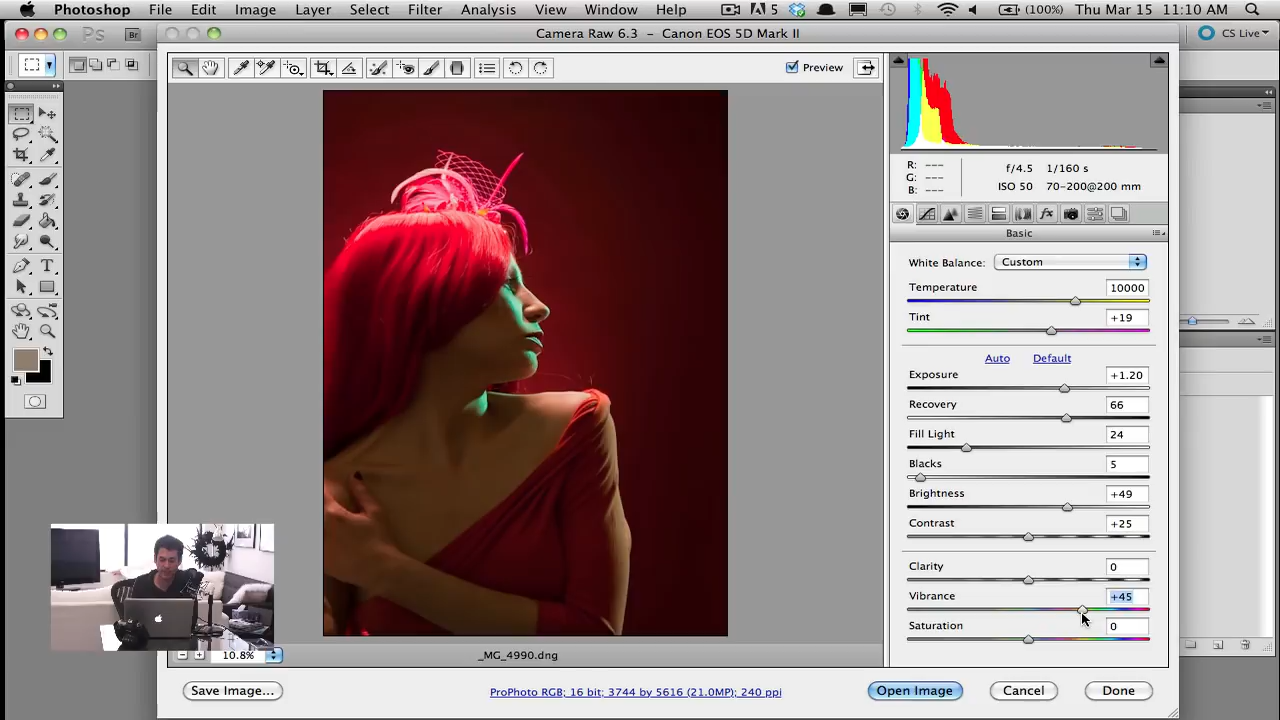 Photoshop File Edit Image Layer Select Filter Analysis View Window Help 5 (100%) Thu Mar 15 11:10 AM
Camera Raw 6.3 - Canon EOS 5D Mark II
Ps Br CS Live
Preview
R: ---
G: ---
B: ---
f/4.5 1/160 s
ISO 50 70-200@200 mm
Basic
White Balance: Custom
Temperature 10000
Tint +19
Auto Default
Exposure +1.20
Recovery 66
Fill Light 24
Blacks 5
Brightness +49
Contrast +25
Clarity 0
Vibrance +45
Saturation 0
10.8% _MG_4990.dng
Save Image... ProPhoto RGB; 16 bit; 3744 by 5616 (21.0MP); 240 ppi Open Image Cancel Done